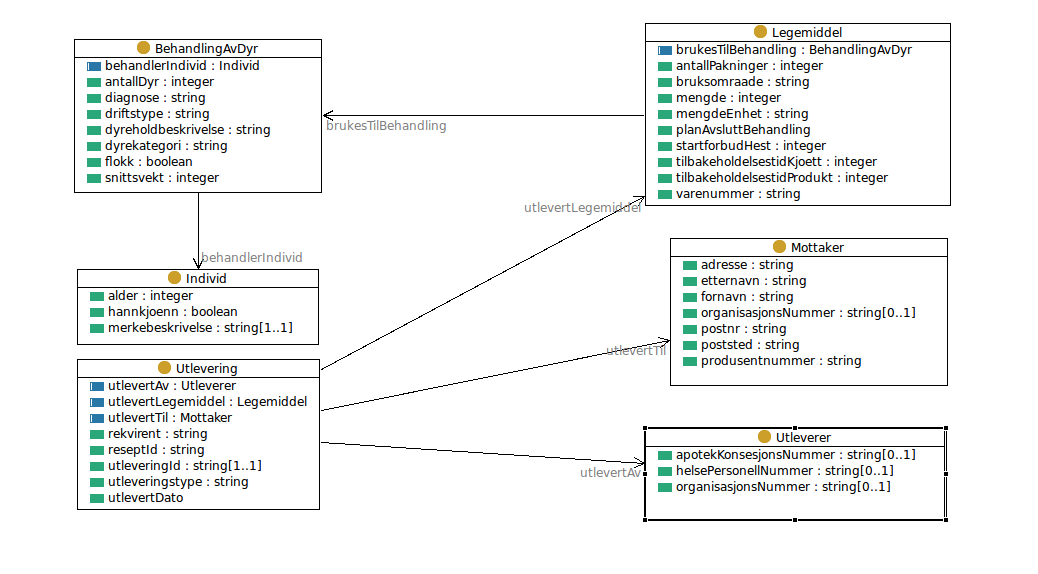 BehandlingAvDyr
behandlerIndivid : Individ
antallDyr : integer
diagnose : string
driftstype : string
dyreholdbeskrivelse : string
dyrekategori : string
flokk : boolean
snittsvekt : integer
Legemiddel
brukesTilBehandling : BehandlingAvDyr
antallPakninger : integer
bruksomraade : string
mengde : integer
mengdeEnhet : string
planAvsluttBehandling
startforbudHest : integer
tilbakeholdelsestidKjoett : integer
tilbakeholdelsestidProdukt : integer
varenummer : string
brukesTilBehandling
utlevertLegemiddel
behandlerIndivid
Individ
alder : integer
hannkjoenn : boolean
merkebeskrivelse : string[1..1]
Mottaker
adresse : string
etternavn : string
fornavn : string
organisasjonsNummer : string[0..1]
postnr : string
poststed : string
produsentnummer : string
utlevertTil
Utlevering
utlevertAv : Utleverer
utlevertLegemiddel : Legemiddel
utlevertTil : Mottaker
rekvirent : string
reseptId : string
utleveringId : string[1..1]
utleveringstype : string
utlevertDato
Utleverer
apotekKonsesjonsNummer : string[0..1]
helsePersonellNummer : string[0..1]
organisasjonsNummer : string[0..1]
utlevertAv